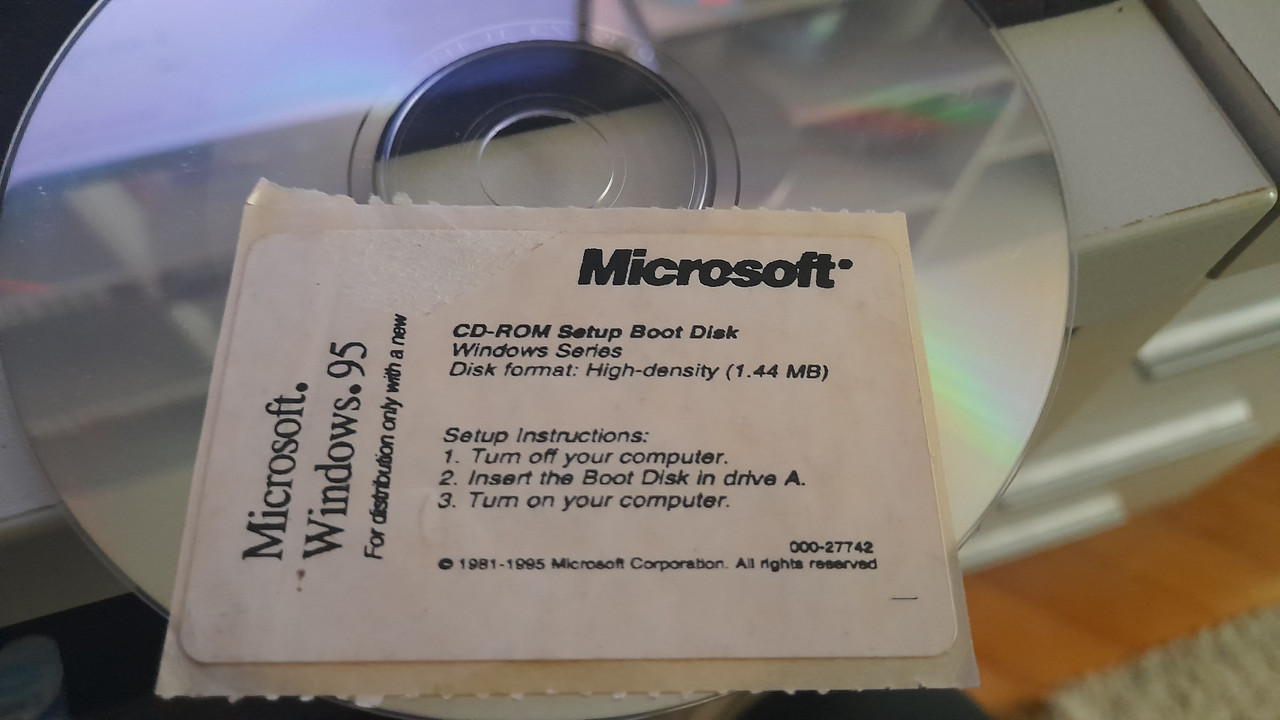 Microsoft.
Windows. 95
For distribution only with a new
Microsoft
CD-ROM Setup Boot Disk
Windows Series
Disk format: High-density (1.44 MB)
Setup Instructions:
1. Turn off your computer.
2. Insert the Boot Disk in drive A.
3. Turn on your computer.
000-27742
© 1981-1995 Microsoft Corporation. All rights reserved